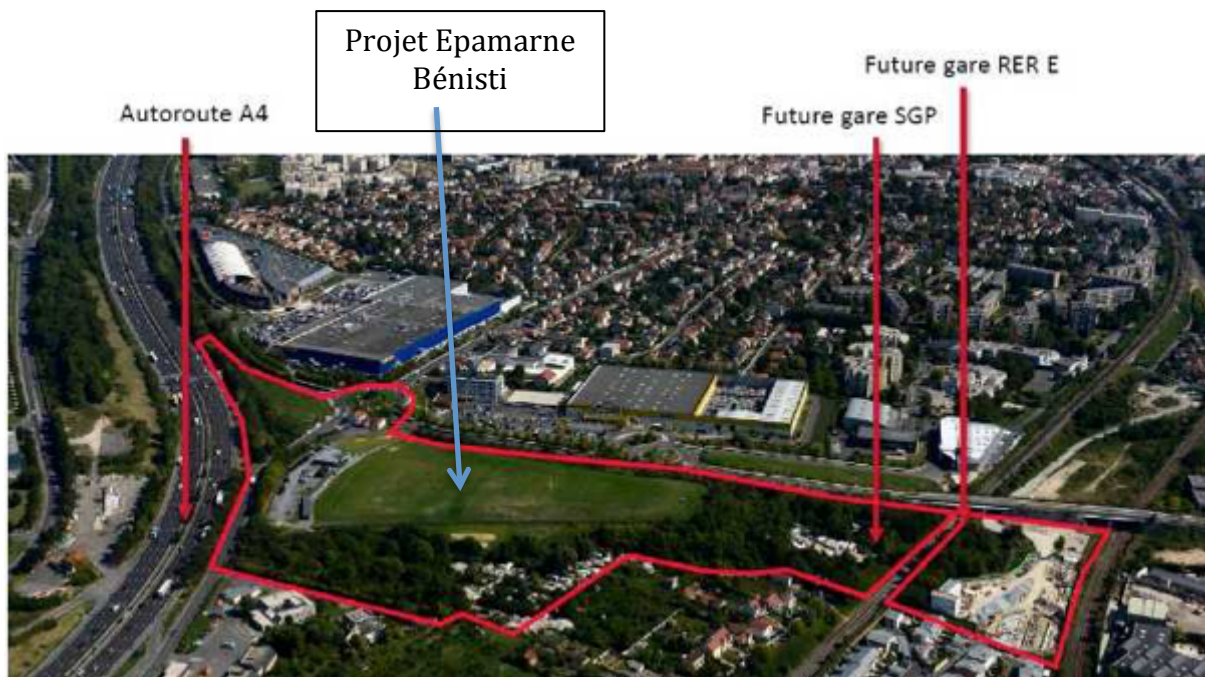 Projet Epamarne
Bénisti
Future gare RER E
Autoroute A4
Future gare SGP